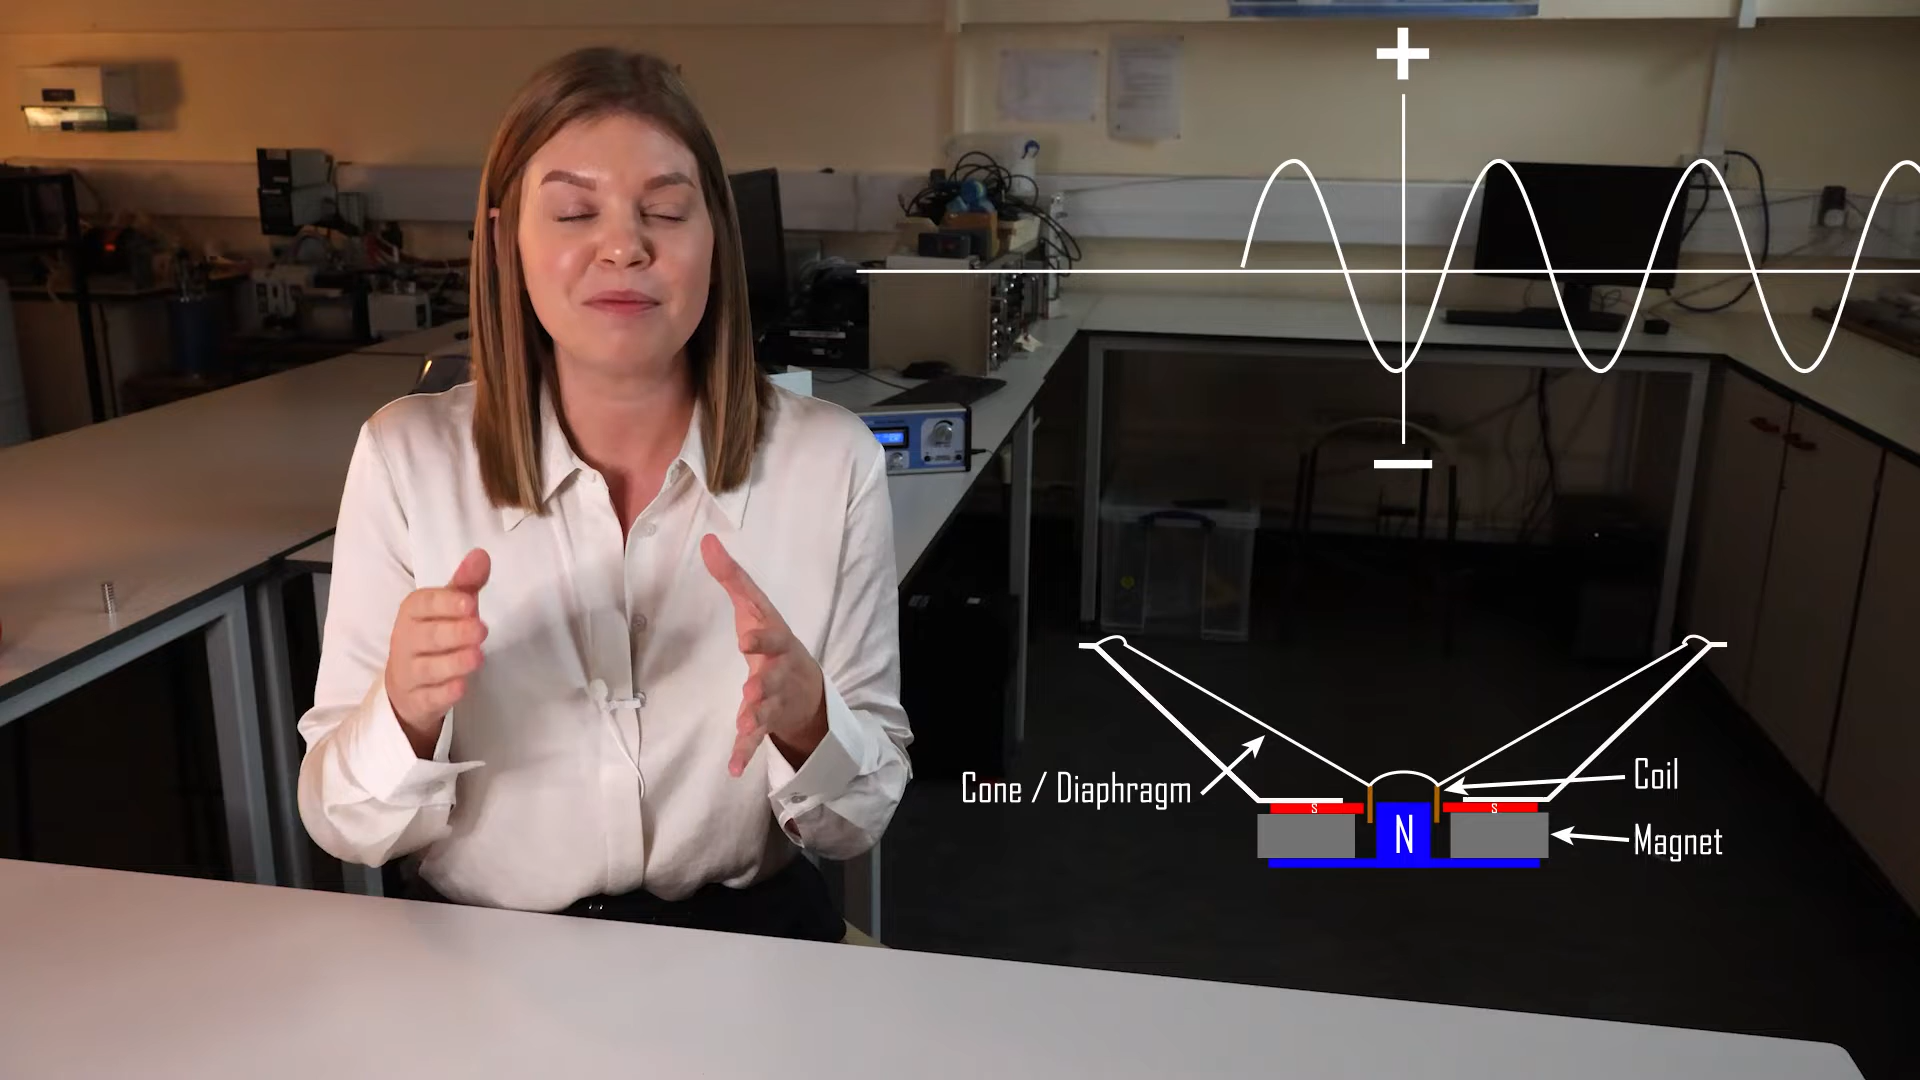 +
−
Cone / Diaphragm
Coil
S
S
N
Magnet